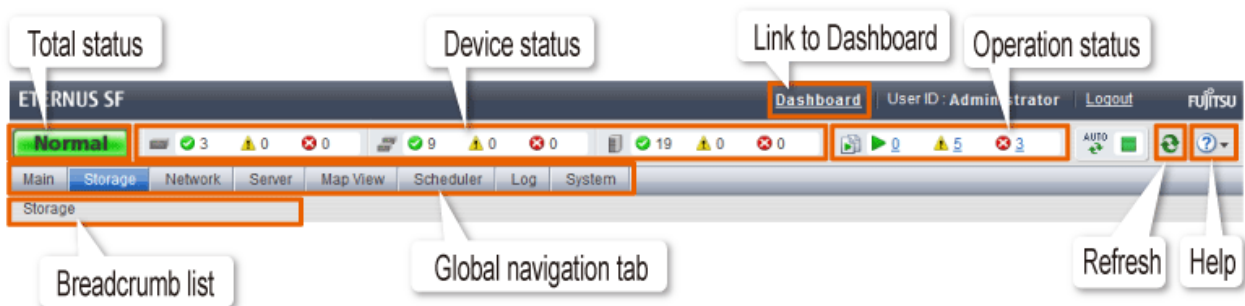 Total status
Device status
Link to Dashboard
Operation status
ETERNUS SF
Dashboard
User ID : Administrator
Logout
FUJITSU
Normal
3 0 0
9 0 0
19 0 0
0 5 3
AUTO
?
Main Storage Network Server Map View Scheduler Log System
Storage
Breadcrumb list
Global navigation tab
Refresh
Help